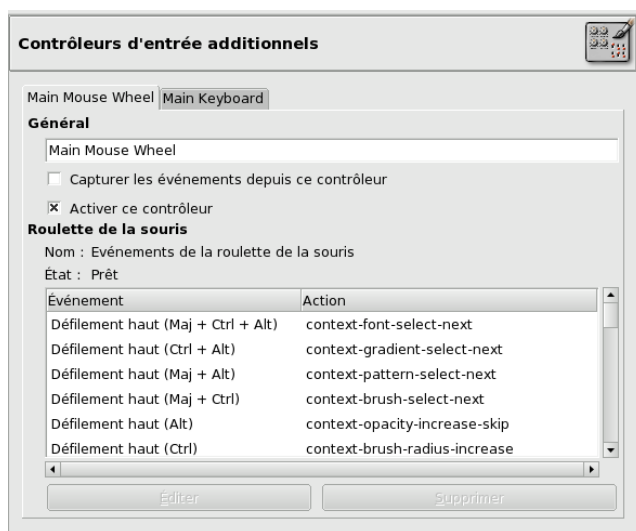 Contrôleurs d'entrée additionnels
Main Mouse Wheel Main Keyboard
Général
Main Mouse Wheel
Capturer les événements depuis ce contrôleur
Activer ce contrôleur
Roulette de la souris
Nom : Evénements de la roulette de la souris
État : Prêt
Événement Action
Défilement haut (Maj + Ctrl + Alt) context-font-select-next
Défilement haut (Ctrl + Alt) context-gradient-select-next
Défilement haut (Maj + Alt) context-pattern-select-next
Défilement haut (Maj + Ctrl) context-brush-select-next
Défilement haut (Alt) context-opacity-increase-skip
Défilement haut (Ctrl) context-brush-radius-increase
Éditer Supprimer